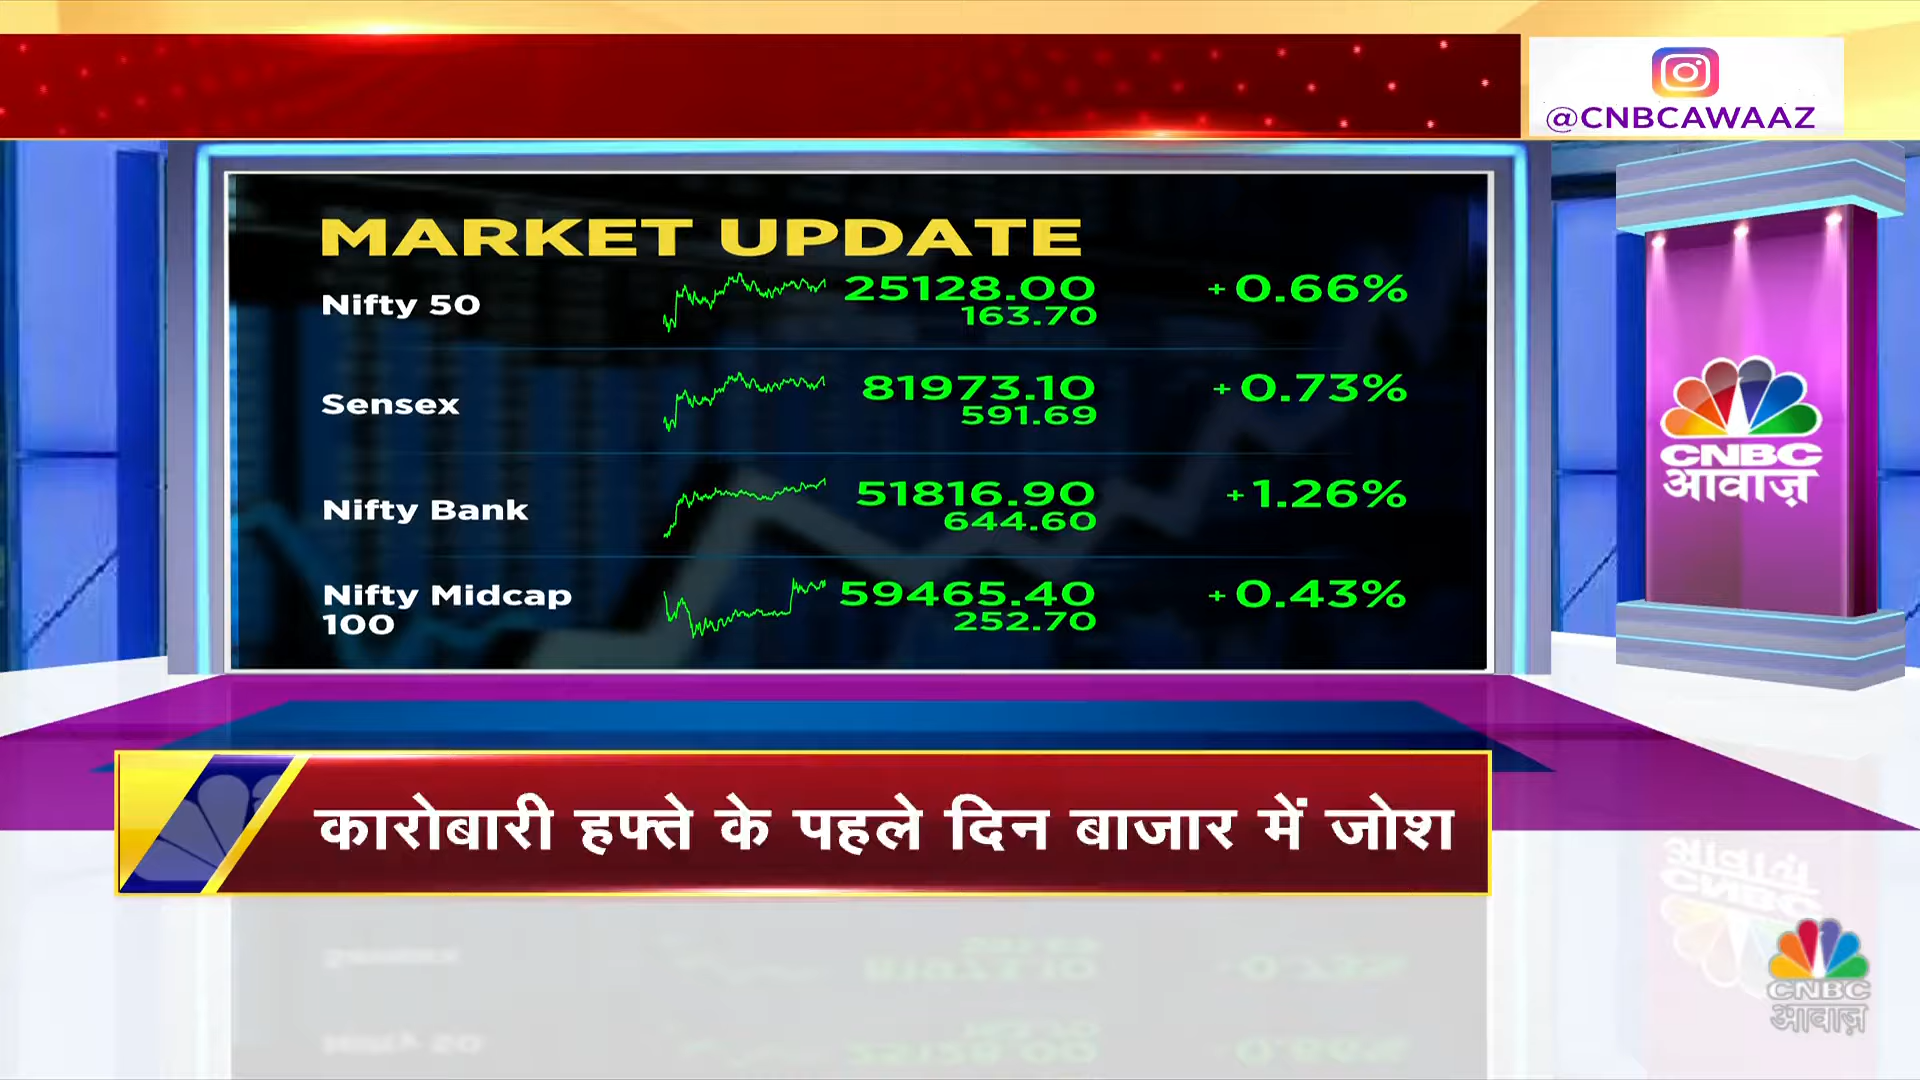 @CNBCAWAAZ
MARKET UPDATE
Nifty 50 25128.00 +0.66%
163.70
Sensex 81973.10 +0.73%
591.69
Nifty Bank 51816.90 +1.26%
644.60
Nifty Midcap 59465.40 +0.43%
100 252.70
CNBC
आवाज़
कारोबारी हफ्ते के पहले दिन बाजार में जोश
CNBC
आवाज़